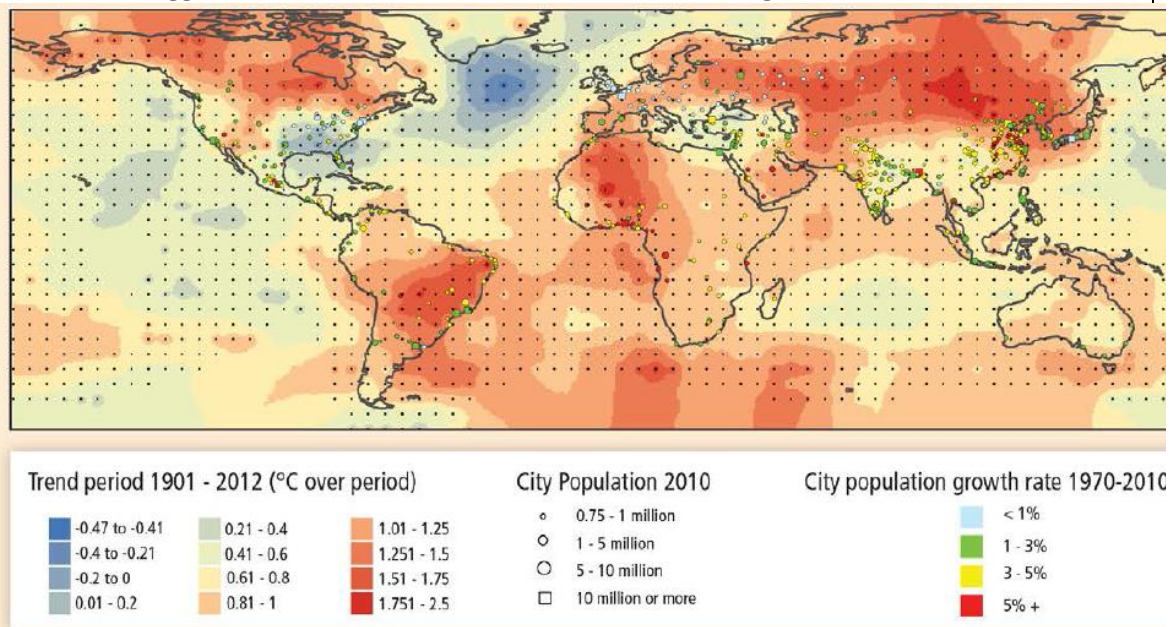 Trend period 1901 - 2012 (°C over period)
-0.47 to -0.41
-0.4 to -0.21
-0.2 to 0
0.01 - 0.2
0.21 - 0.4
0.41 - 0.6
0.61 - 0.8
0.81 - 1
1.01 - 1.25
1.251 - 1.5
1.51 - 1.75
1.751 - 2.5
City Population 2010
0.75 - 1 million
1 - 5 million
5 - 10 million
10 million or more
City population growth rate 1970-2010
< 1%
1 - 3%
3 - 5%
5% +